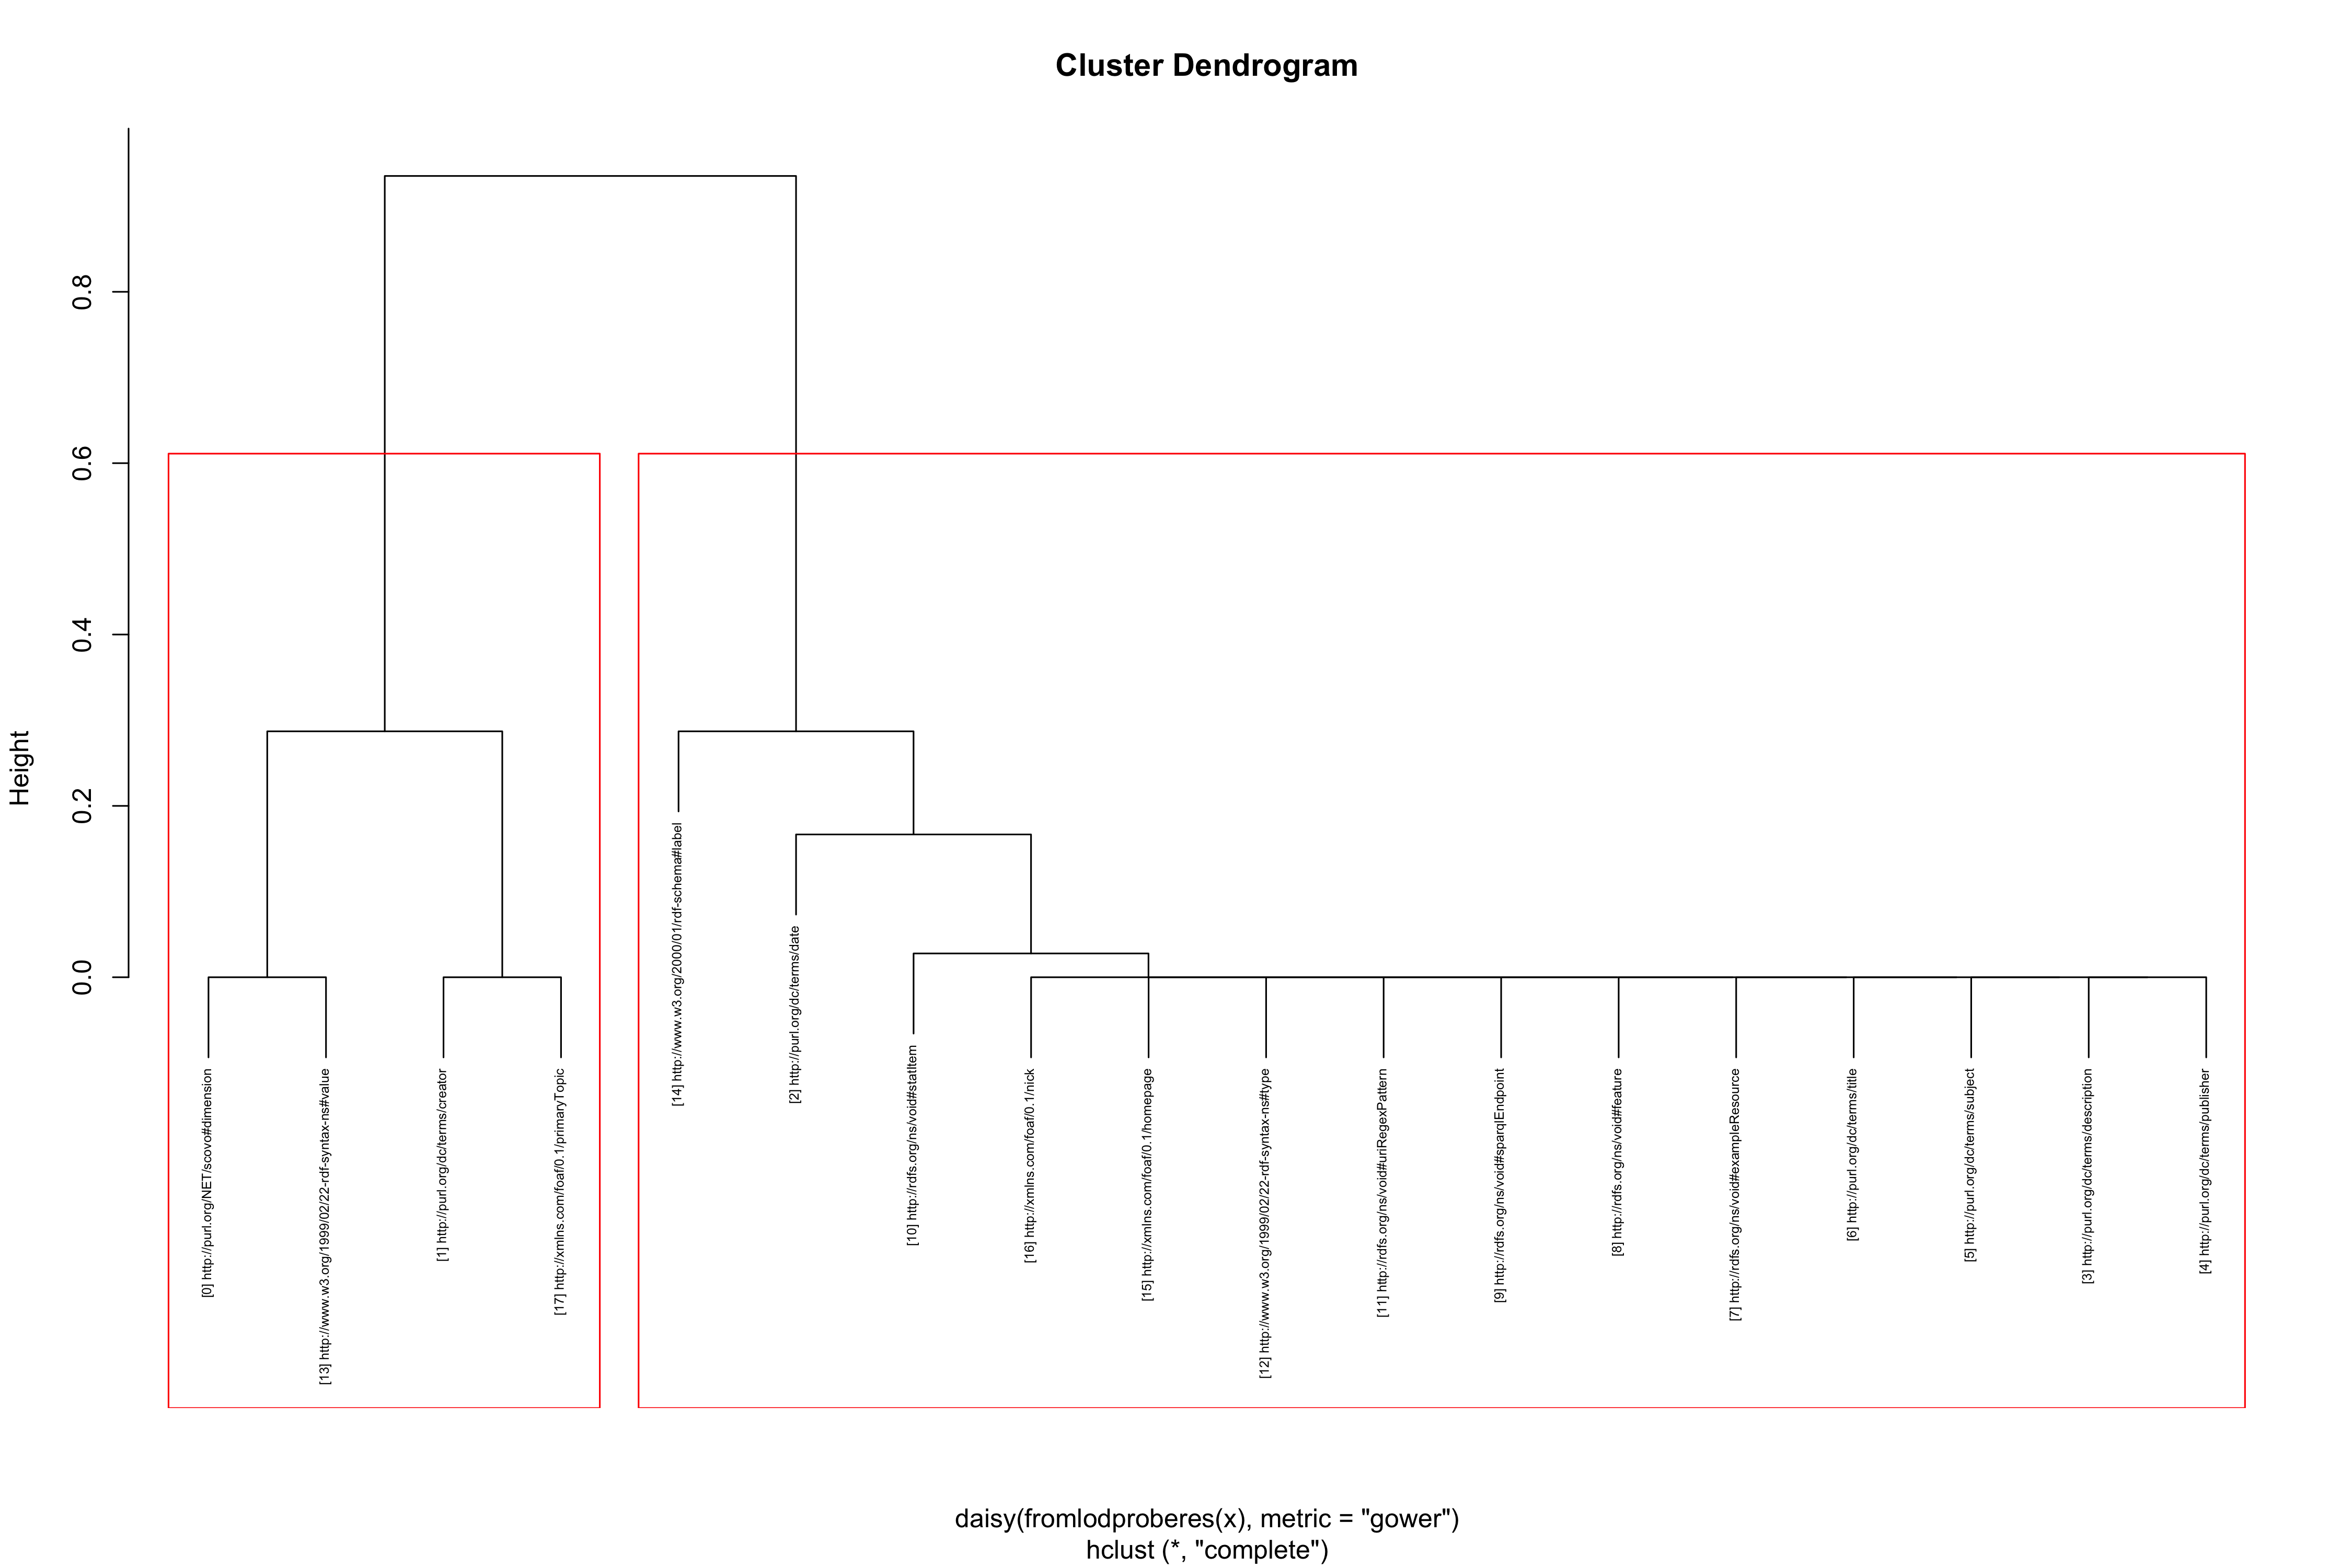 Cluster Dendrogram
Height
0.8
0.6
0.4
0.2
0.0
[0] http://purl.org/NET/scovo#dimension
[13] http://www.w3.org/1999/02/22-rdf-syntax-ns#value
[1] http://purl.org/dc/terms/creator
[17] http://xmlns.com/foaf/0.1/primaryTopic
[14] http://www.w3.org/2000/01/rdf-schema#label
[2] http://purl.org/dc/terms/date
[10] http://rdfs.org/ns/void#statItem
[16] http://xmlns.com/foaf/0.1/nick
[15] http://xmlns.com/foaf/0.1/homepage
[12] http://www.w3.org/1999/02/22-rdf-syntax-ns#type
[11] http://rdfs.org/ns/void#uriRegexPattern
[9] http://rdfs.org/ns/void#sparqlEndpoint
[8] http://rdfs.org/ns/void#feature
[7] http://rdfs.org/ns/void#exampleResource
[6] http://purl.org/dc/terms/title
[5] http://purl.org/dc/terms/subject
[3] http://purl.org/dc/terms/description
[4] http://purl.org/dc/terms/publisher
daisy(fromlodproberes(x), metric = "gower")
hclust (*, "complete")